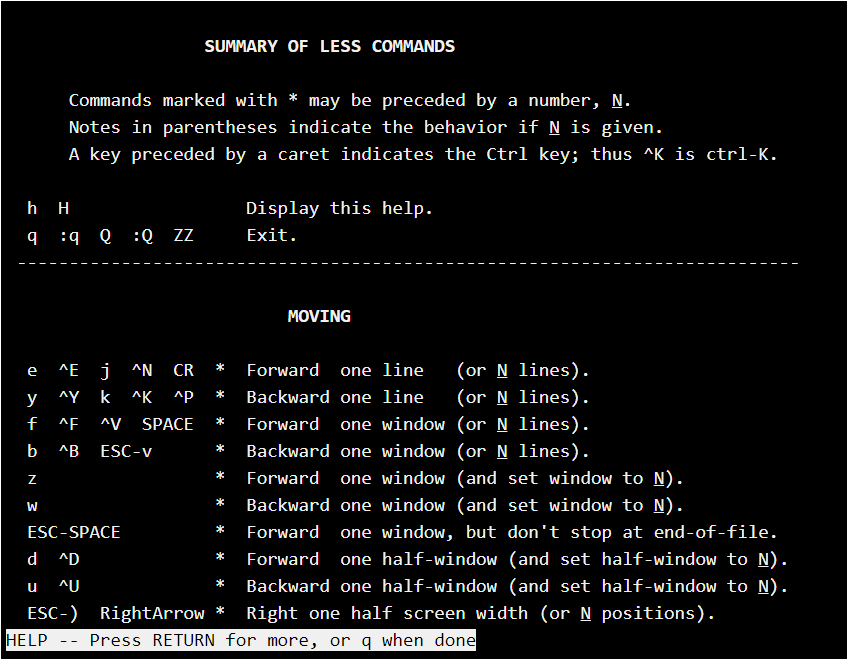 SUMMARY OF LESS COMMANDS
Commands marked with * may be preceded by a number, N.
Notes in parentheses indicate the behavior if N is given.
A key preceded by a caret indicates the Ctrl key; thus ^K is ctrl-K.
h  H                 Display this help.
q  :q  Q  :Q  ZZ     Exit.
---------------------------------------------------------------------------
MOVING
e  ^E  j  ^N  CR  *  Forward  one line   (or N lines).
y  ^Y  k  ^K  ^P  *  Backward one line   (or N lines).
f  ^F  ^V  SPACE  *  Forward  one window (or N lines).
b  ^B  ESC-v      *  Backward one window (or N lines).
z                 *  Forward  one window (and set window to N).
w                 *  Backward one window (and set window to N).
ESC-SPACE         *  Forward  one window, but don't stop at end-of-file.
d  ^D             *  Forward  one half-window (and set half-window to N).
u  ^U             *  Backward one half-window (and set half-window to N).
ESC-)  RightArrow *  Right one half screen width (or N positions).
HELP -- Press RETURN for more, or q when done